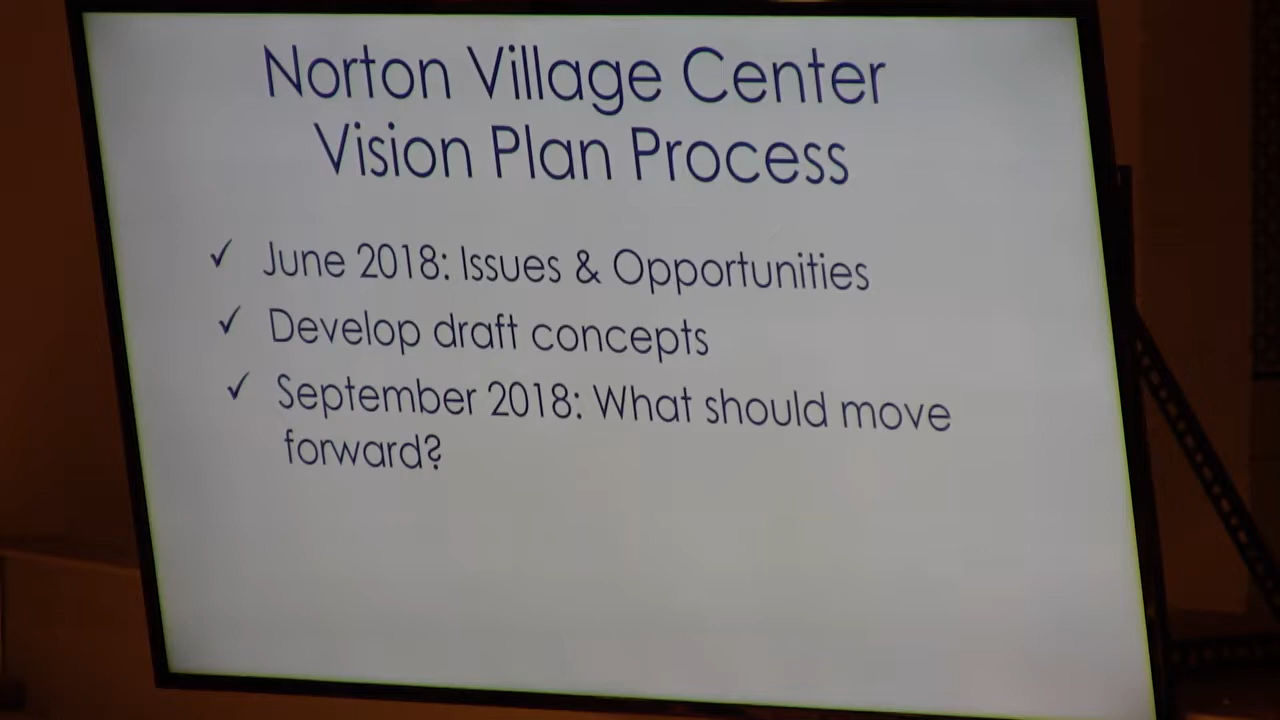 Norton Village Center
Vision Plan Process
✓ June 2018: Issues & Opportunities
✓ Develop draft concepts
✓ September 2018: What should move
forward?